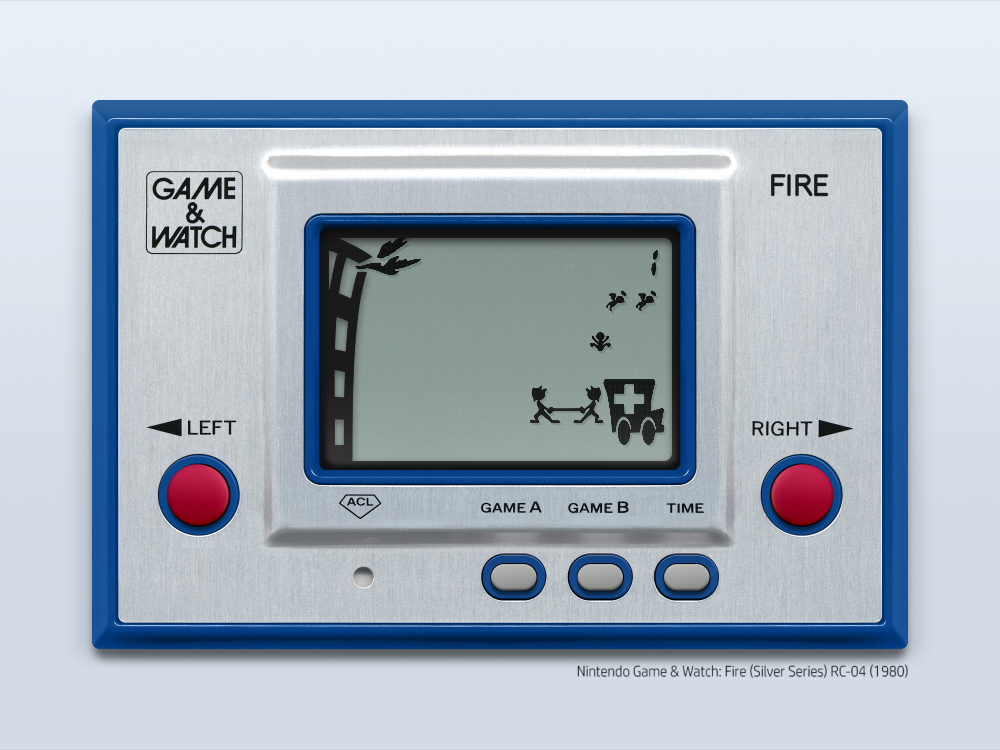 GAME
&
WATCH
FIRE
1
◀ LEFT
RIGHT ▶
ACL
GAME A GAME B TIME
Nintendo Game & Watch: Fire (Silver Series) RC-04 (1980)